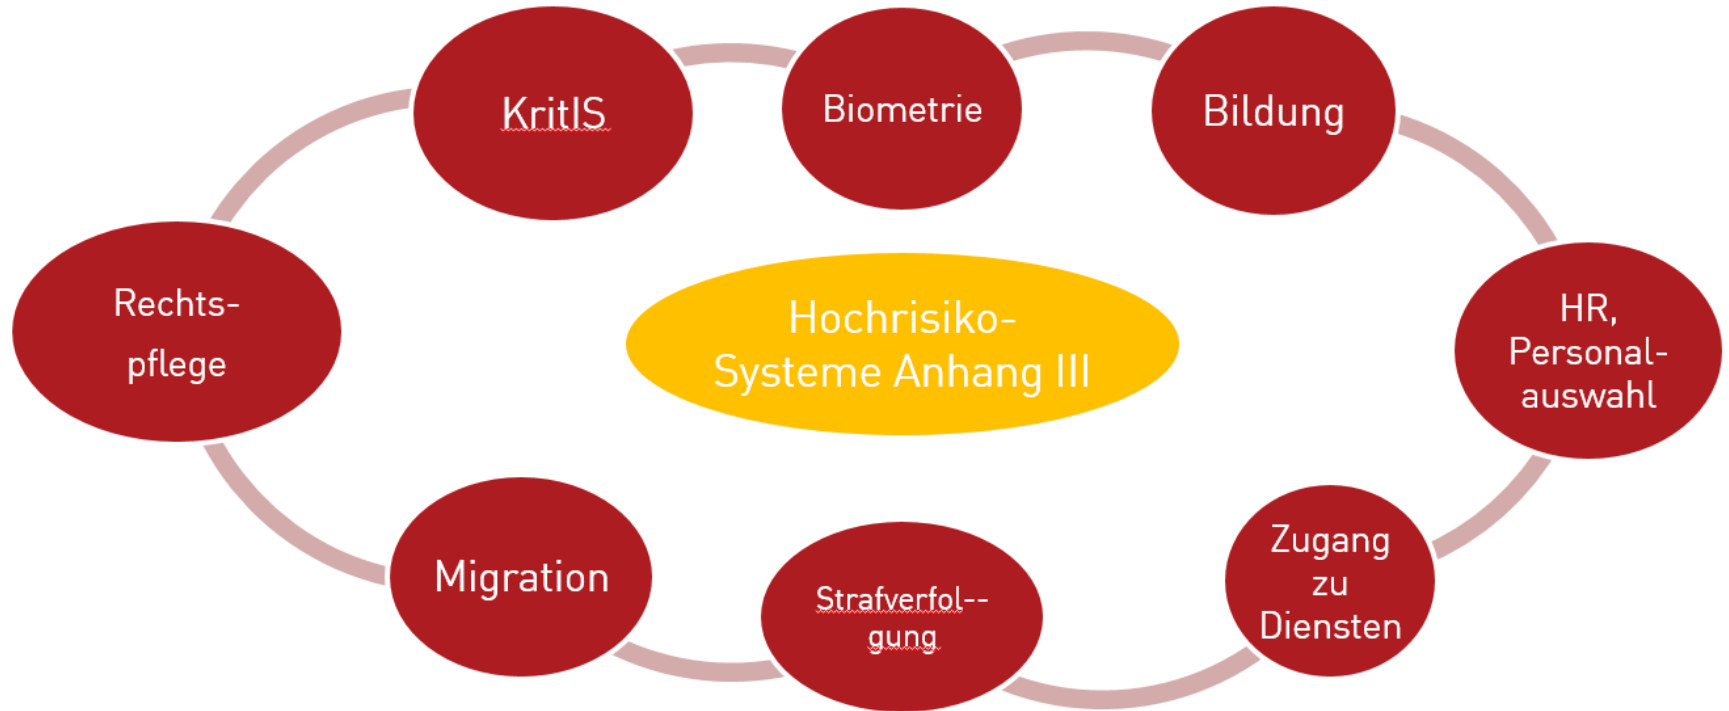 KritIS
Biometrie
Bildung
HR,
Personal-
auswahl
Zugang
zu
Diensten
Strafverfol--
gung
Migration
Rechts-
pflege
Hochrisiko-
Systeme Anhang III